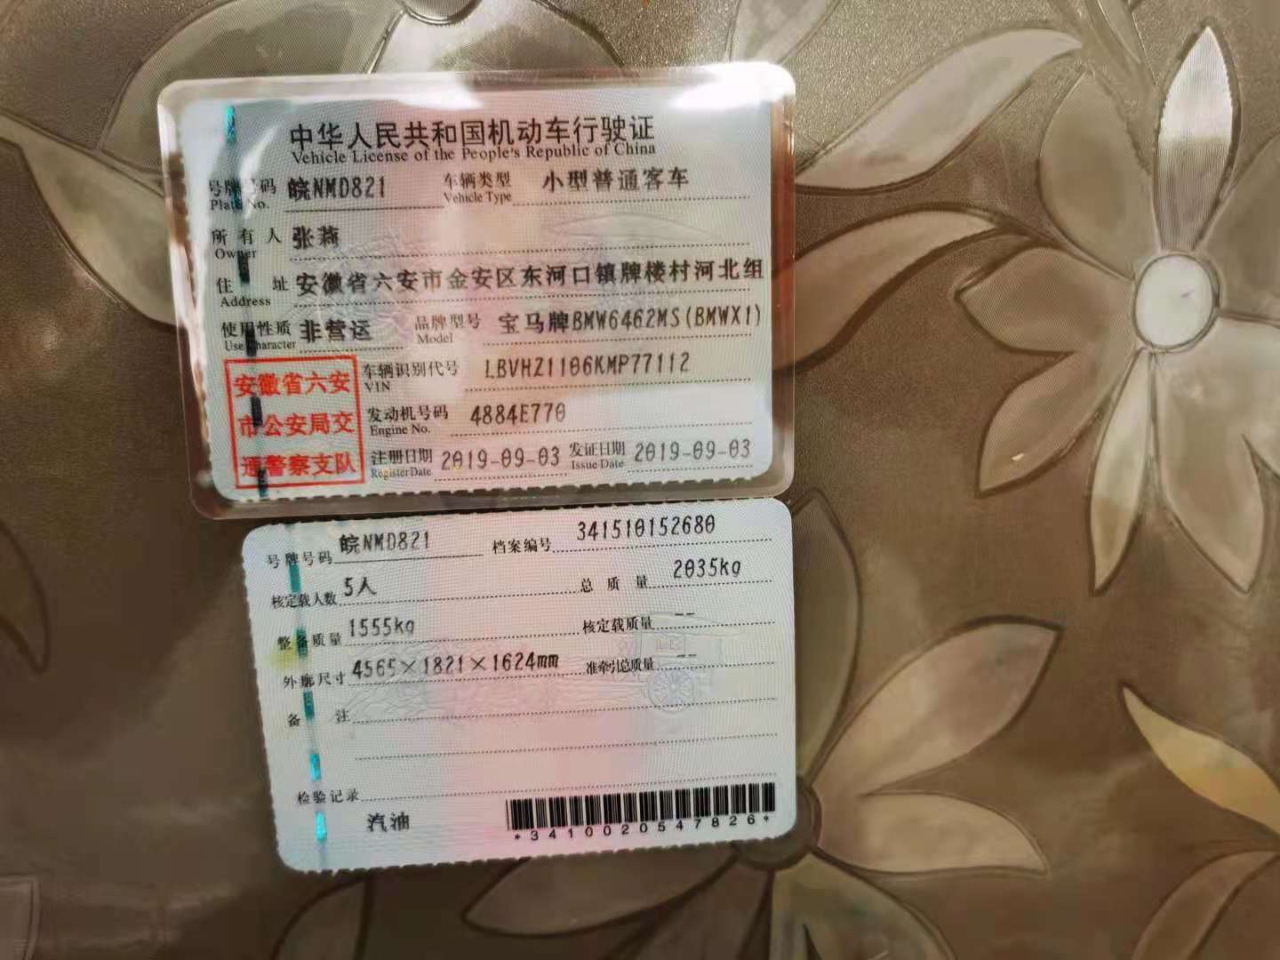 中华人民共和国机动车行驶证
Vehicle License of the People's Republic of China
号牌号码 皖NMD821 车辆类型 小型普通客车
Plate No. Vehicle Type
所有人 张燕
Owner
住址 安徽省六安市金安区东河口镇牌楼村河北组
Address
使用性质 非营运 品牌型号 宝马牌BMW6462MS(BMWX1)
Use Character Model
安徽省六安
市公安局交
通警察支队
车辆识别代号 LBVHZ1106KMP77112
VIN
发动机号码 4884E770
Engine No.
注册日期 2019-09-03 发证日期 2019-09-03
Register Date Issue Date
号牌号码 皖NMD821 档案编号 341510152680
核定载人数 5人 总质量 2035kg
整备质量 1555kg 核定载质量 --
外廓尺寸 4565×1821×1624mm 准牵引总质量 --
备注
检验记录
汽油
*3410020547826*